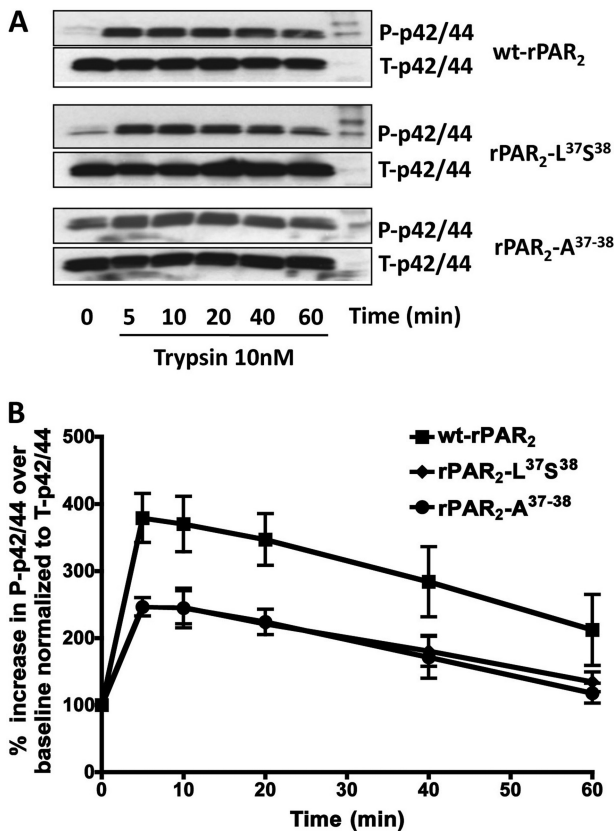 A
P-p42/44
T-p42/44
wt-rPAR₂
P-p42/44
T-p42/44
rPAR₂-L³⁷S³⁸
P-p42/44
T-p42/44
rPAR₂-A³⁷⁻³⁸
0 5 10 20 40 60 Time (min)
Trypsin 10nM
B
% increase in P-p42/44 over
baseline normalized to T-p42/44
500
400
300
200
100
0
wt-rPAR₂
rPAR₂-L³⁷S³⁸
rPAR₂-A³⁷⁻³⁸
0 10 20 30 40 50 60
Time (min)